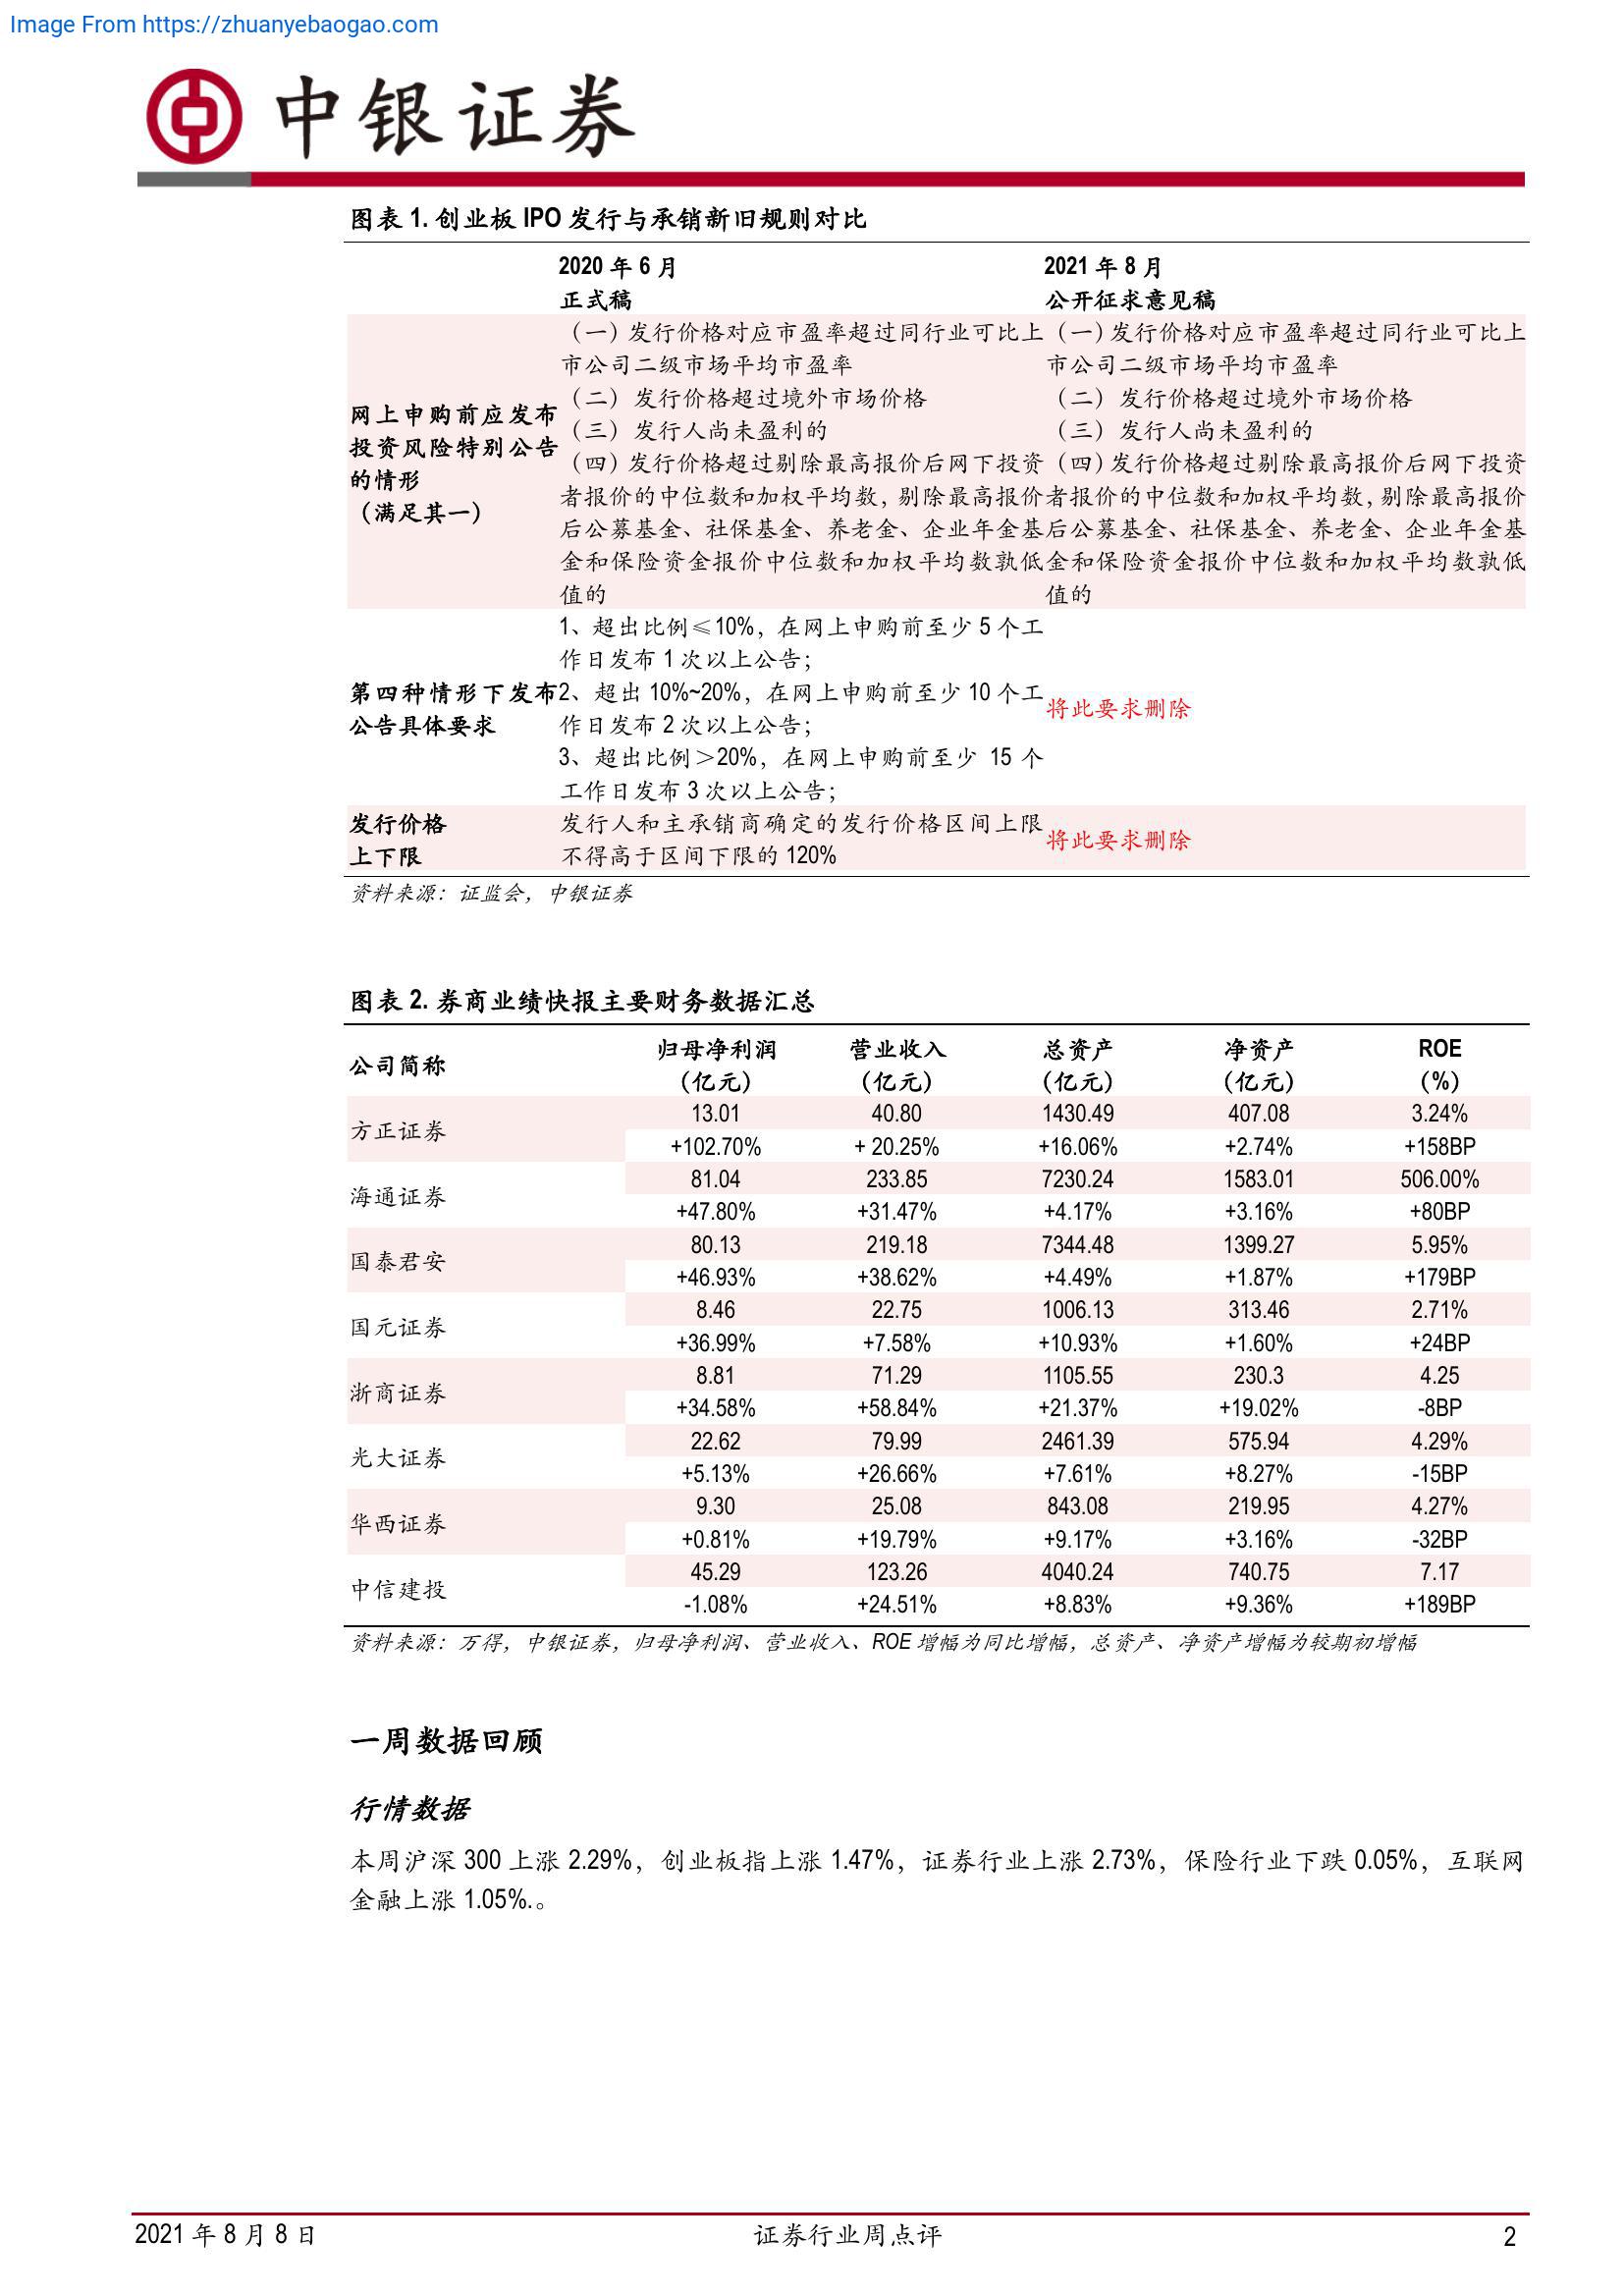 Image From https://zhuanyebaogao.com
中银证券
图表 1. 创业板 IPO 发行与承销新旧规则对比
2020 年 6 月 2021 年 8 月
正式稿 公开征求意见稿
网上申购前应发布
投资风险特别公告
的情形
（满足其一）
（一）发行价格对应市盈率超过同行业可比上
市公司二级市场平均市盈率
（二）发行价格超过境外市场价格
（三）发行人尚未盈利的
（四）发行价格超过剔除最高报价后网下投资
者报价的中位数和加权平均数，剔除最高报价
后公募基金、社保基金、养老金、企业年金基
金和保险资金报价中位数和加权平均数孰低
值的
（一）发行价格对应市盈率超过同行业可比上
市公司二级市场平均市盈率
（二）发行价格超过境外市场价格
（三）发行人尚未盈利的
（四）发行价格超过剔除最高报价后网下投资
者报价的中位数和加权平均数，剔除最高报价
后公募基金、社保基金、养老金、企业年金基
金和保险资金报价中位数和加权平均数孰低
值的
第四种情形下发布
公告具体要求
1、超出比例≤10%，在网上申购前至少 5 个工
作日发布 1 次以上公告；
2、超出 10%~20%，在网上申购前至少 10 个工
作日发布 2 次以上公告；
3、超出比例＞20%，在网上申购前至少 15 个
工作日发布 3 次以上公告；
将此要求删除
发行价格
上下限
发行人和主承销商确定的发行价格区间上限
不得高于区间下限的 120%
将此要求删除
资料来源：证监会，中银证券
图表 2. 券商业绩快报主要财务数据汇总
公司简称 归母净利润 营业收入 总资产 净资产 ROE
（亿元） （亿元） （亿元） （亿元） （%）
方正证券 13.01 40.80 1430.49 407.08 3.24%
+102.70% + 20.25% +16.06% +2.74% +158BP
海通证券 81.04 233.85 7230.24 1583.01 506.00%
+47.80% +31.47% +4.17% +3.16% +80BP
国泰君安 80.13 219.18 7344.48 1399.27 5.95%
+46.93% +38.62% +4.49% +1.87% +179BP
国元证券 8.46 22.75 1006.13 313.46 2.71%
+36.99% +7.58% +10.93% +1.60% +24BP
浙商证券 8.81 71.29 1105.55 230.3 4.25
+34.58% +58.84% +21.37% +19.02% -8BP
光大证券 22.62 79.99 2461.39 575.94 4.29%
+5.13% +26.66% +7.61% +8.27% -15BP
华西证券 9.30 25.08 843.08 219.95 4.27%
+0.81% +19.79% +9.17% +3.16% -32BP
中信建投 45.29 123.26 4040.24 740.75 7.17
-1.08% +24.51% +8.83% +9.36% +189BP
资料来源：万得，中银证券，归母净利润、营业收入、ROE 增幅为同比增幅，总资产、净资产增幅为较期初增幅
一周数据回顾
行情数据
本周沪深 300 上涨 2.29%，创业板指上涨 1.47%，证券行业上涨 2.73%，保险行业下跌 0.05%，互联网
金融上涨 1.05%.。
2021 年 8 月 8 日 证券行业周点评 2